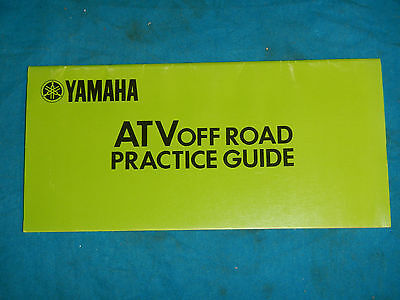 YAMAHA
ATV OFF ROAD
PRACTICE GUIDE